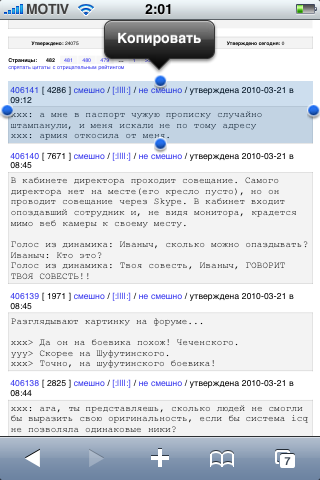 MOTIV 2:01
Утверждено: 24075 Утверждено сегодня: 0
Копировать
Страницы: 482 481 480 479
спрятать цитаты с отрицательным рейтингом
406141 [ 4286 ] смешно / [:||||:] / не смешно / утверждена 2010-03-21 в
09:12
xxx: а мне в паспорт чужую прописку случайно
штампанули, и меня искали не по тому адресу
xxx: армия откосила от меня.
406140 [ 7671 ] смешно / [:||||:] / не смешно / утверждена 2010-03-21 в
08:45
В кабинете директора проходит совещание. Самого
директора нет на месте(его кресло пусто), но он
проводит совещание через Skype. В кабинет входит
опоздавший сотрудник и, не видя монитора, крадется
мимо веб камеры к своему месту.
Голос из динамика: Иваныч, сколько можно опаздывать?
Иваныч: Кто это?
Голос из динамика: Твоя совесть, Иваныч, ГОВОРИТ
ТВОЯ СОВЕСТЬ!!
406139 [ 1971 ] смешно / [:||||:] / не смешно / утверждена 2010-03-21 в
08:45
Разглядывают картинку на форуме...
xxx> Да он на боевика похож! Чеченского.
yyy> Скорее на Шуфутинского.
xxx> Точно, на шуфутинского боевика!
406138 [ 2825 ] смешно / [:||||:] / не смешно / утверждена 2010-03-21 в
08:44
xxx: ага, ты представляешь, сколько людей не смогли
бы выразить свою оригинальность, если бы система icq
не позволяла одинаковые ники?
7